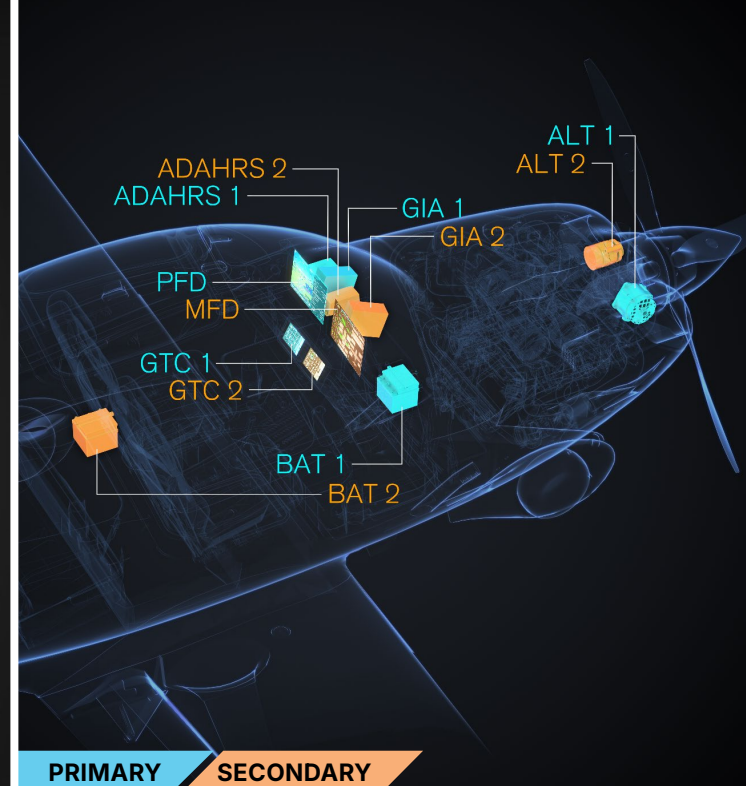 ALT 1
ALT 2
ADAHRS 2
ADAHRS 1
GIA 1
GIA 2
PFD
MFD
GTC 1
GTC 2
BAT 1
BAT 2
PRIMARY
SECONDARY